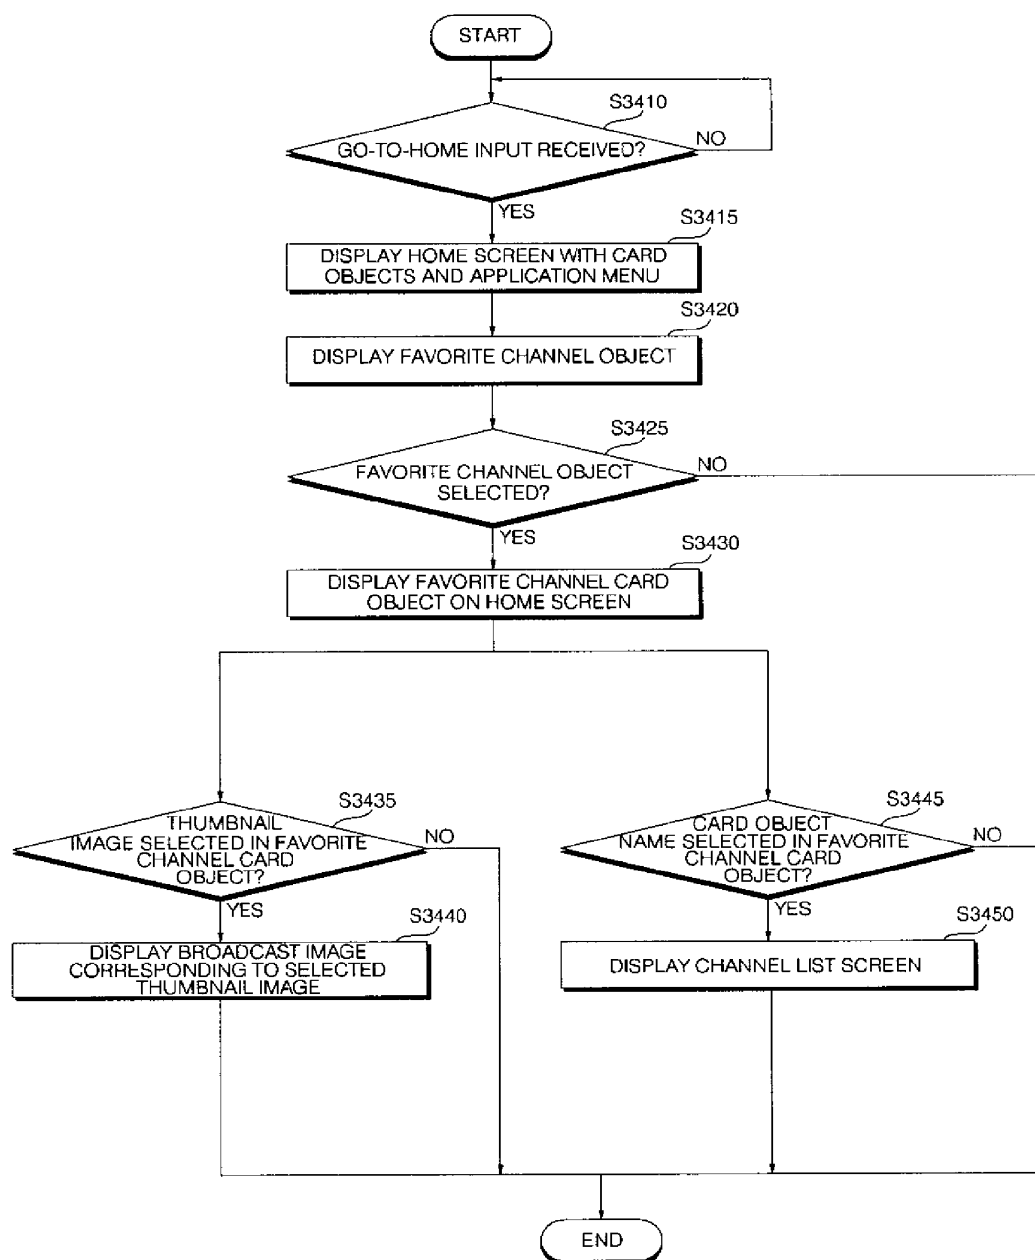 START
S3410
GO-TO-HOME INPUT RECEIVED?
NO
YES
S3415
DISPLAY HOME SCREEN WITH CARD
OBJECTS AND APPLICATION MENU
S3420
DISPLAY FAVORITE CHANNEL OBJECT
S3425
FAVORITE CHANNEL OBJECT
SELECTED?
NO
YES
S3430
DISPLAY FAVORITE CHANNEL CARD
OBJECT ON HOME SCREEN
S3435
THUMBNAIL
IMAGE SELECTED IN FAVORITE
CHANNEL CARD
OBJECT?
NO
YES
S3440
DISPLAY BROADCAST IMAGE
CORRESPONDING TO SELECTED
THUMBNAIL IMAGE
S3445
CARD OBJECT
NAME SELECTED IN FAVORITE
CHANNEL CARD
OBJECT?
NO
YES
S3450
DISPLAY CHANNEL LIST SCREEN
END